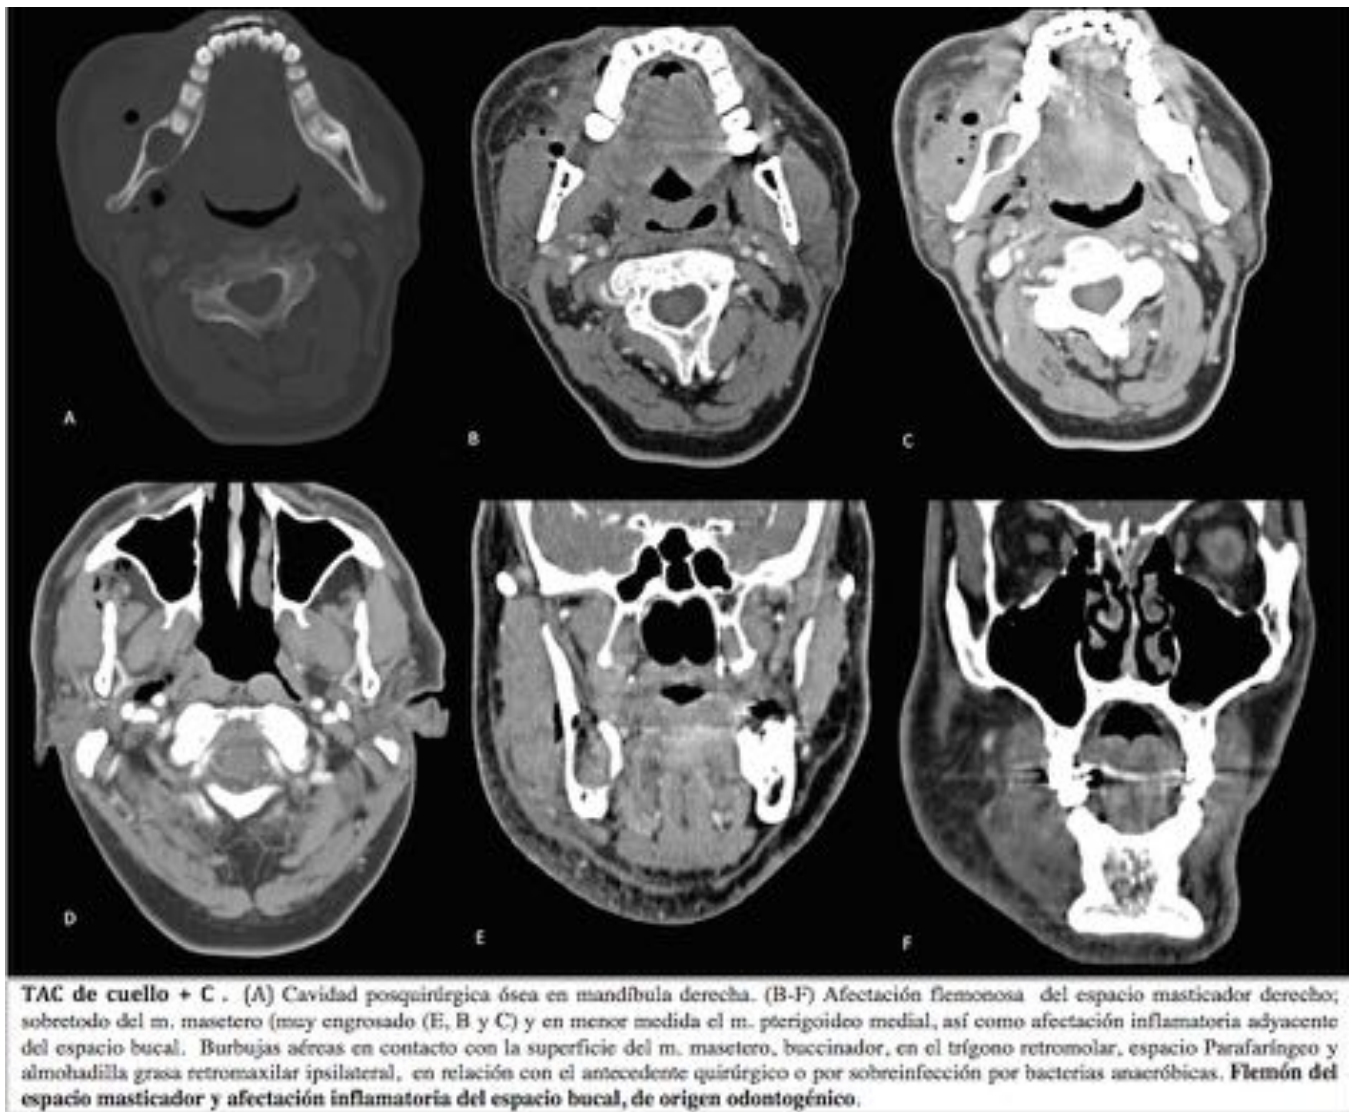 A
B
C
D
E
F
TAC de cuello + C . (A) Cavidad posquirúrgica ósea en mandíbula derecha. (B-F) Afectación flemonosa del espacio masticador derecho;
sobretodo del m. masetero (muy engrosado (E, B y C) y en menor medida el m. pterigoideo medial, así como afectación inflamatoria adyacente
del espacio bucal. Burbujas aéreas en contacto con la superficie del m. masetero, buccinador, en el trígono retromolar, espacio Parafaríngeo y
almohadilla grasa retromaxilar ipsilateral, en relación con el antecedente quirúrgico o por sobreinfección por bacterias anaeróbicas. Flemón del
espacio masticador y afectación inflamatoria del espacio bucal, de origen odontogénico.